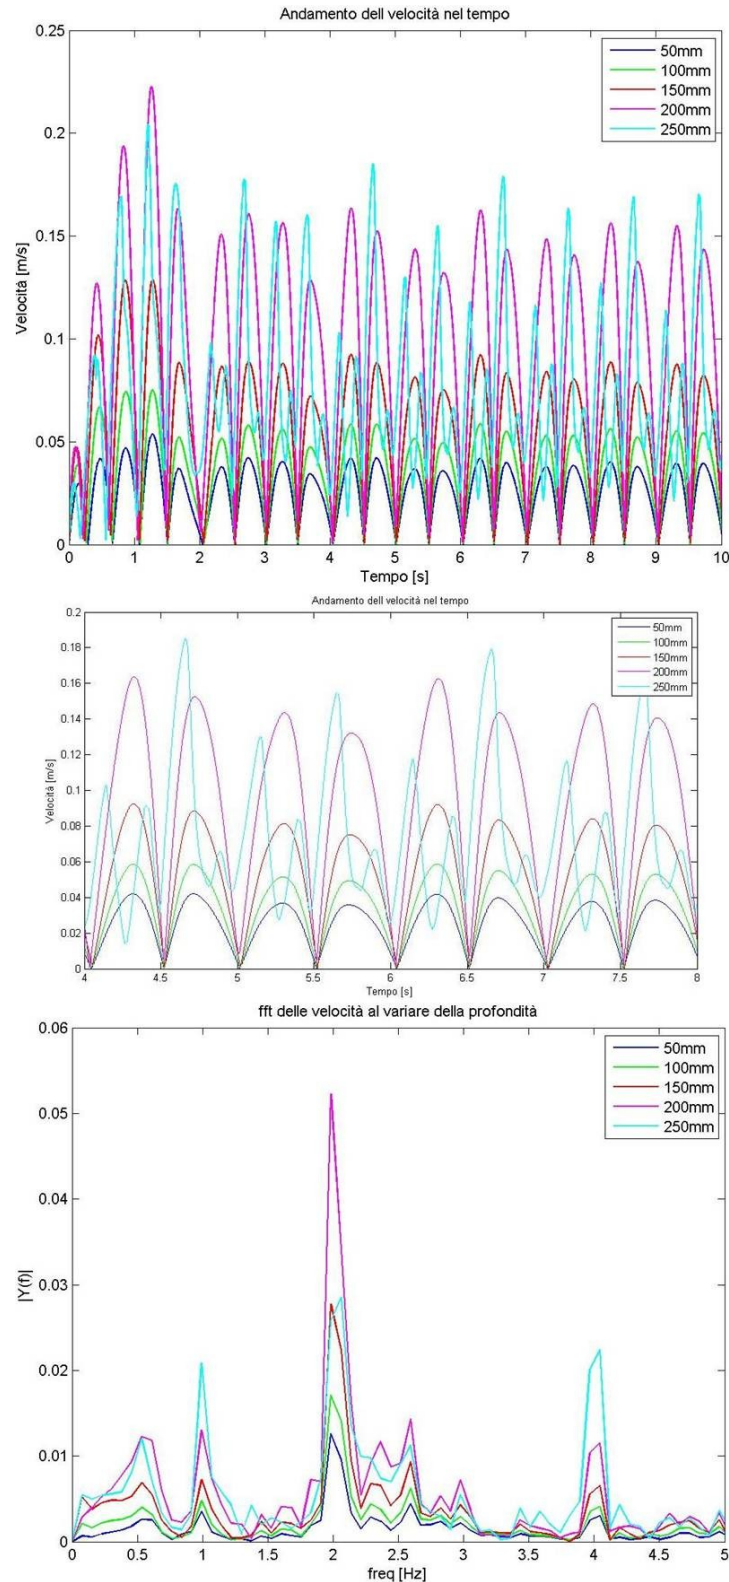 Andamento dell velocità nel tempo
0.25
0.2
0.15
0.1
0.05
0
Velocità [m/s]
50mm
100mm
150mm
200mm
250mm
0 1 2 3 4 5 6 7 8 9 10
Tempo [s]
Andamento dell velocità nel tempo
0.2
0.18
0.16
0.14
0.12
0.1
0.08
0.06
0.04
0.02
0
Velocità [m/s]
50mm
100mm
150mm
200mm
250mm
4 4.5 5 5.5 6 6.5 7 7.5 8
Tempo [s]
fft delle velocità al variare della profondità
0.06
0.05
0.04
0.03
0.02
0.01
0
|Y(f)|
50mm
100mm
150mm
200mm
250mm
0 0.5 1 1.5 2 2.5 3 3.5 4 4.5 5
freq [Hz]